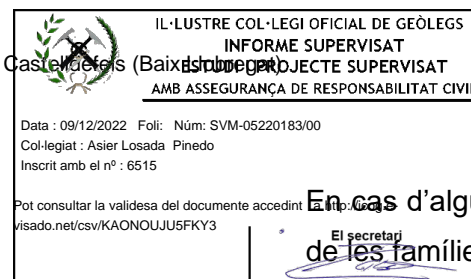 IL·LUSTRE COL·LEGI OFICIAL DE GEÒLEGS
INFORME SUPERVISAT
Castelldefels (Baix Llobregat).
ESTUDI - PROJECTE SUPERVISAT
AMB ASSEGURANÇA DE RESPONSABILITAT CIVIL
Data : 09/12/2022 Foli: Núm: SVM-05220183/00
Col·legiat : Asier Losada Pinedo
Inscrit amb el nº : 6515
Pot consultar la validesa del document accedint a http://icog.e-
visado.net/csv/KAONOUJU5FKY3
En cas d'algu
El secretari
de les famílie